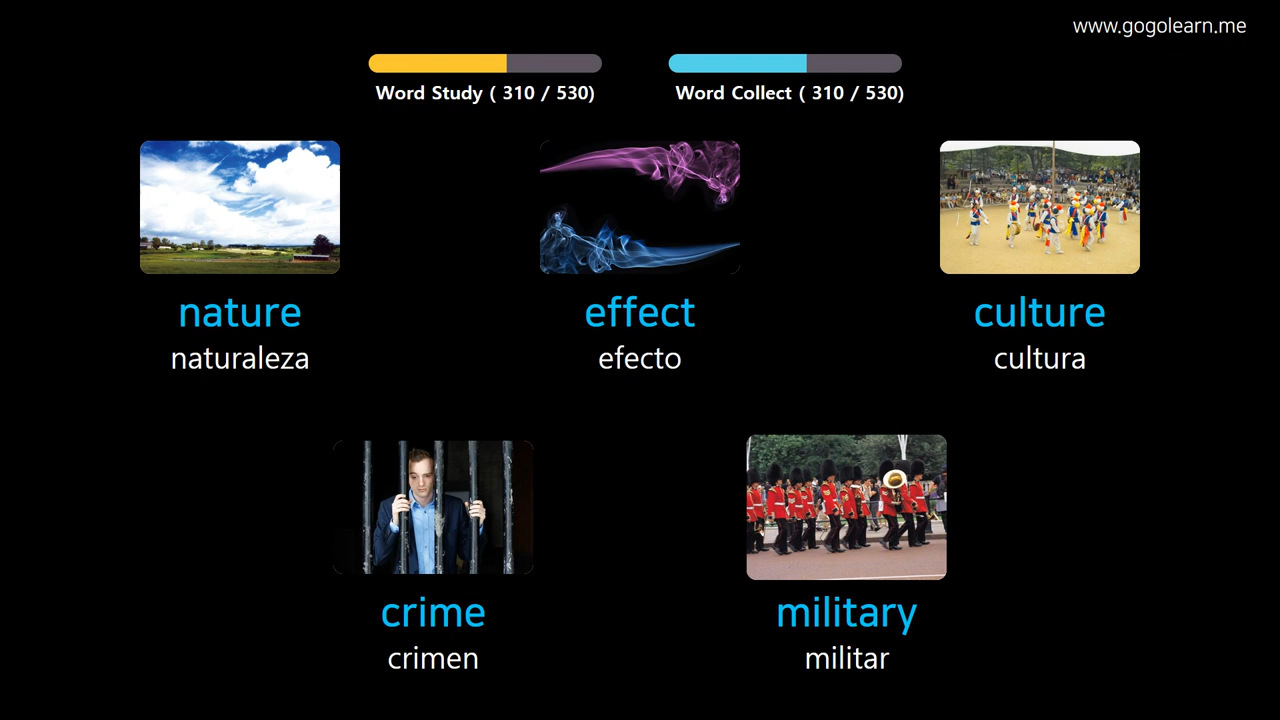 www.gogolearn.me
Word Study ( 310 / 530)
Word Collect ( 310 / 530)
nature
naturaleza
effect
efecto
culture
cultura
crime
crimen
military
militar